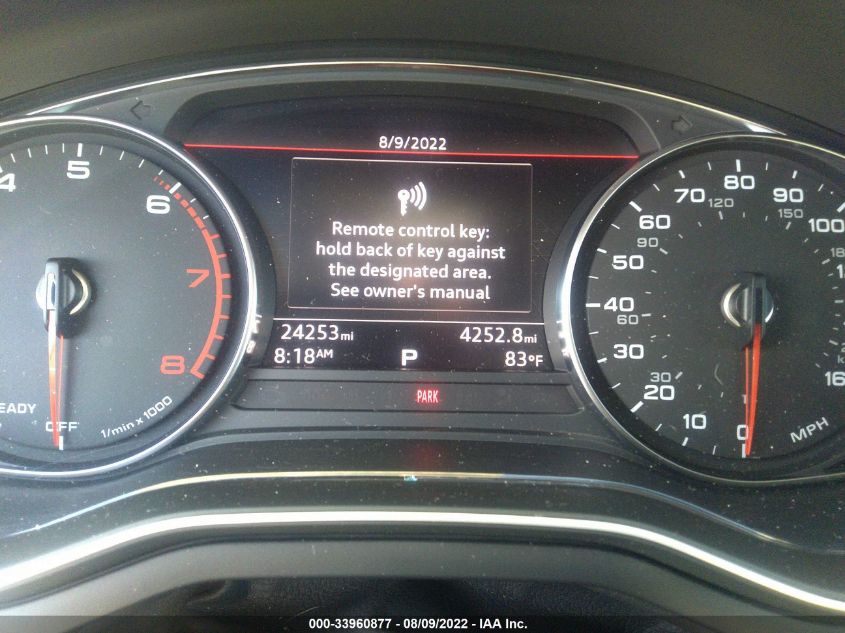 8/9/2022
Remote control key:
hold back of key against
the designated area.
See owner's manual
24253mi
4252.8mi
8:18AM
P
83°F
PARK
4
5
6
7
8
1/min x 1000
EADY
OFF
0
10
20
30
40
50
60
70
80
90
100
16
30
60
90
120
150
MPH
000-33960877 - 08/09/2022 - IAA Inc.